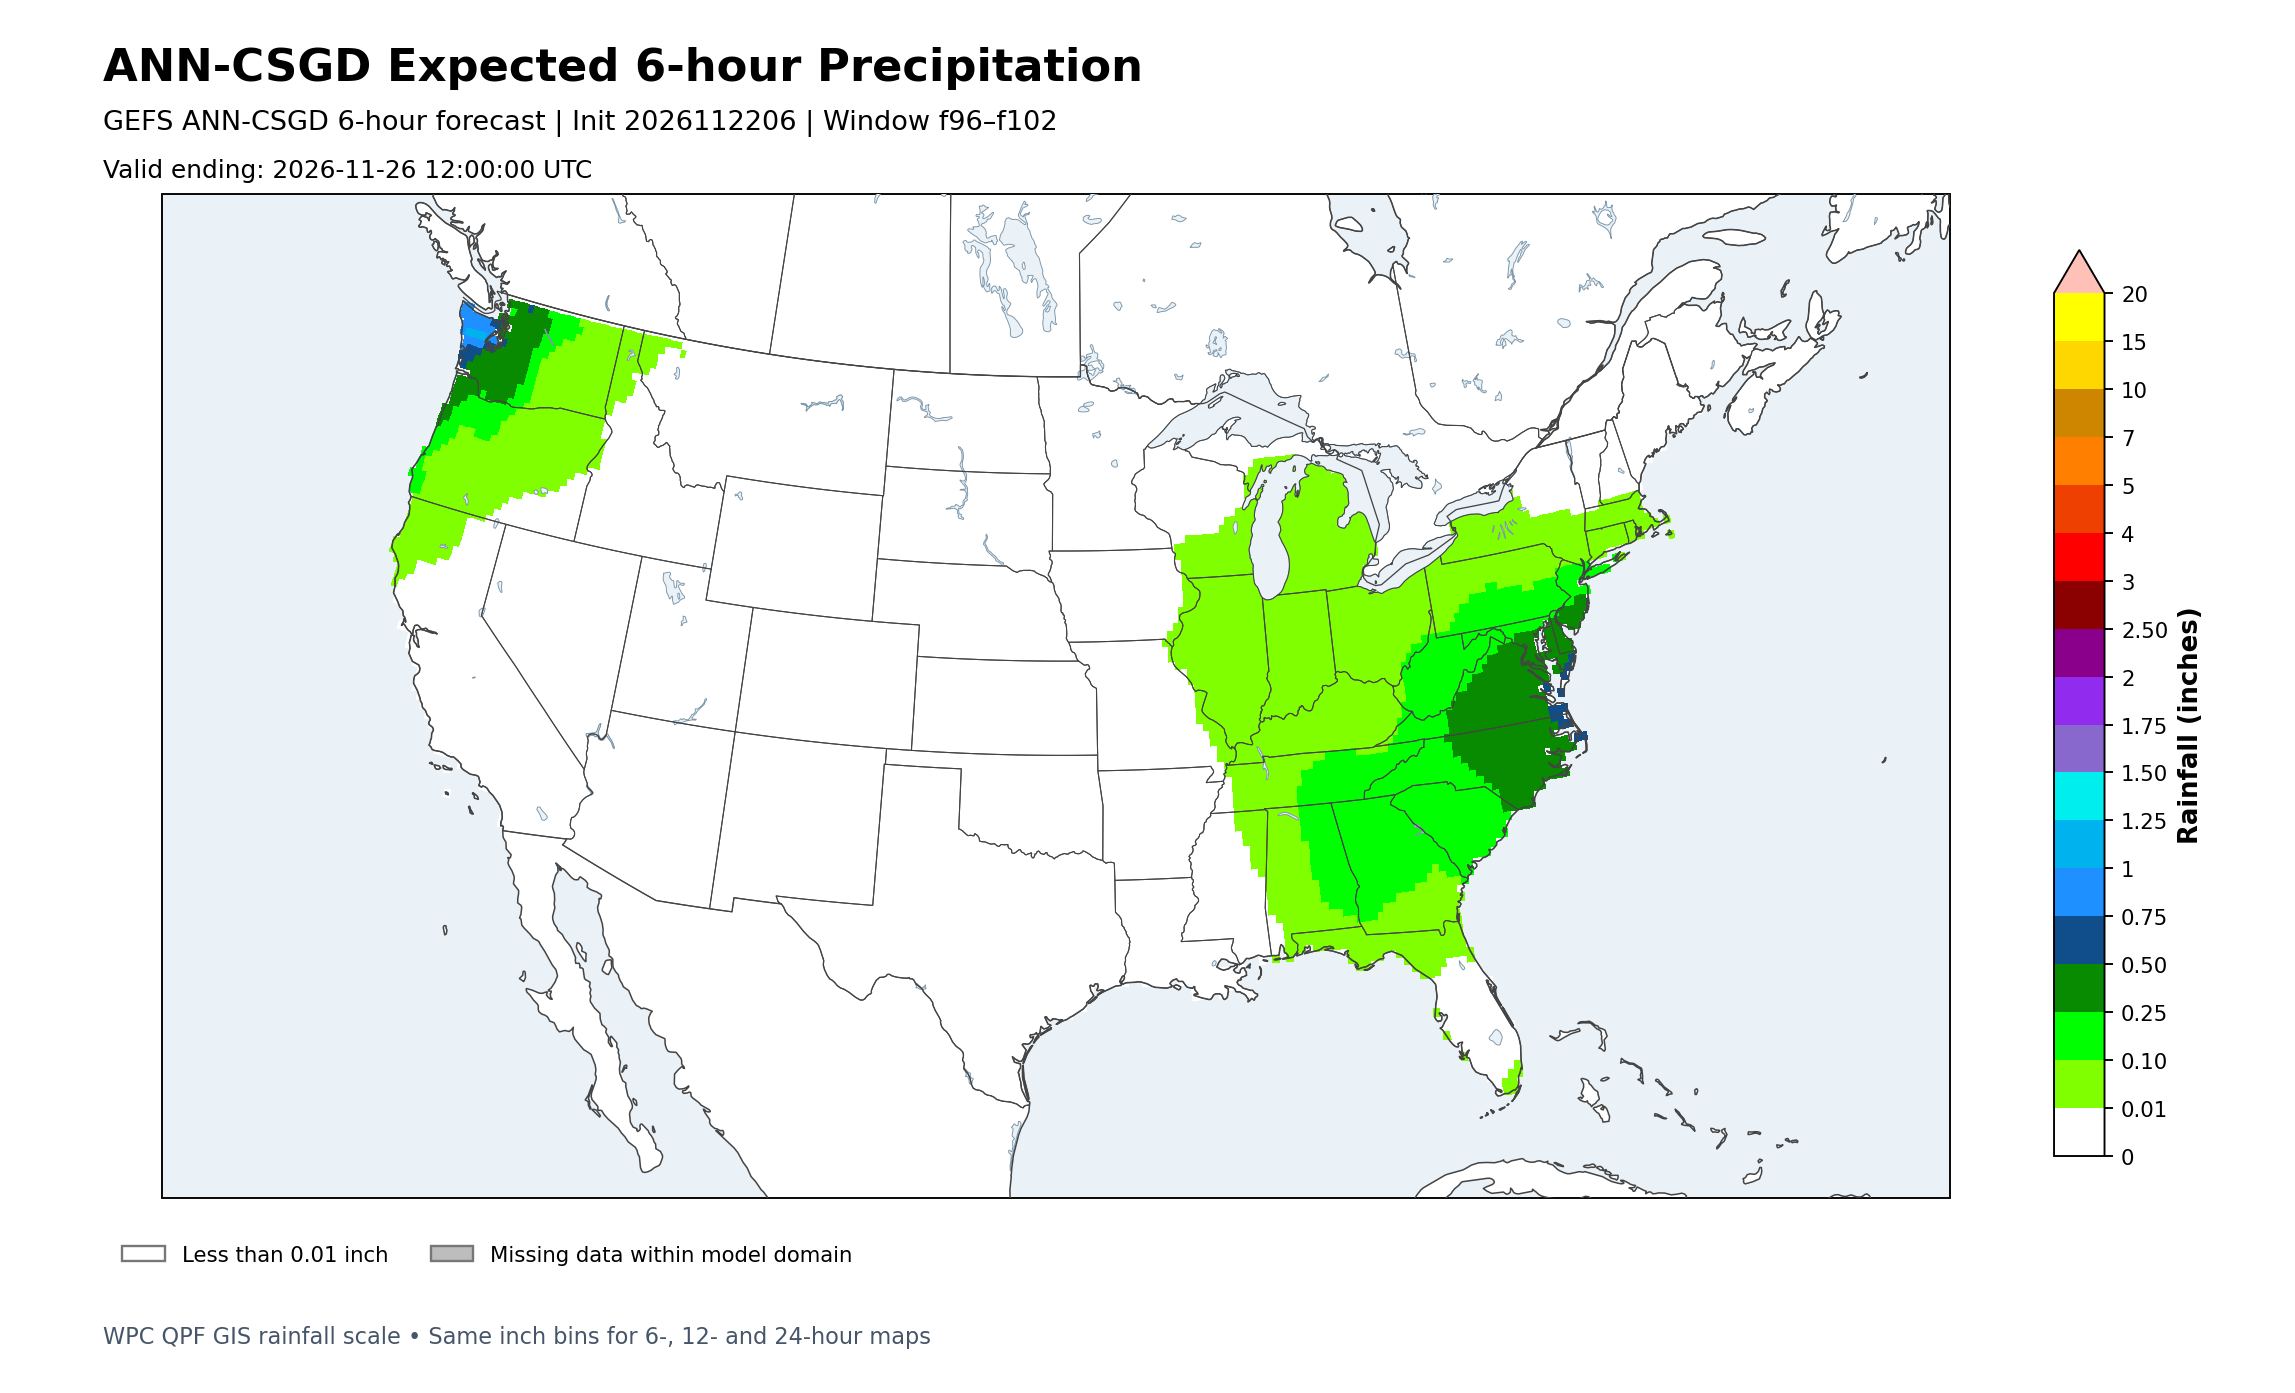 ANN-CSGD Expected 6-hour Precipitation
GEFS ANN-CSGD 6-hour forecast | Init 2026112206 | Window f96–f102
Valid ending: 2026-11-26 12:00:00 UTC
20
15
10
7
5
4
3
2.50
2
1.75
1.50
1.25
1
0.75
0.50
0.25
0.10
0.01
0
Rainfall (inches)
Less than 0.01 inch
Missing data within model domain
WPC QPF GIS rainfall scale • Same inch bins for 6-, 12- and 24-hour maps